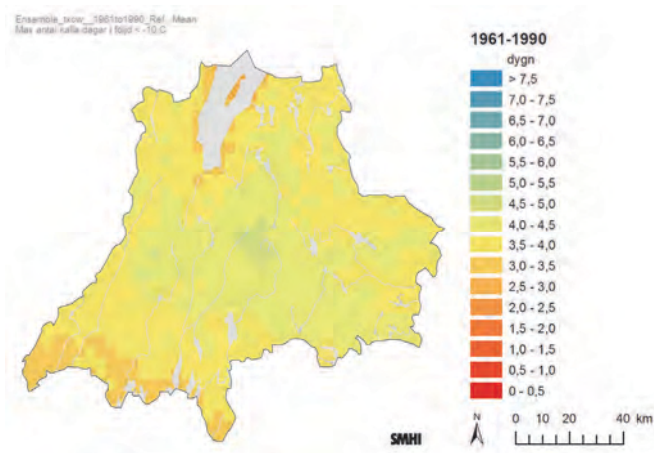 Ensemble_txcw__1961to1990_Ref_Mean
Max antal kalla dagar i följd < -10 C
1961-1990
dygn
> 7,5
7,0 - 7,5
6,5 - 7,0
6,0 - 6,5
5,5 - 6,0
5,0 - 5,5
4,5 - 5,0
4,0 - 4,5
3,5 - 4,0
3,0 - 3,5
2,5 - 3,0
2,0 - 2,5
1,5 - 2,0
1,0 - 1,5
0,5 - 1,0
0 - 0,5
SMHI
N
0 10 20 40 km